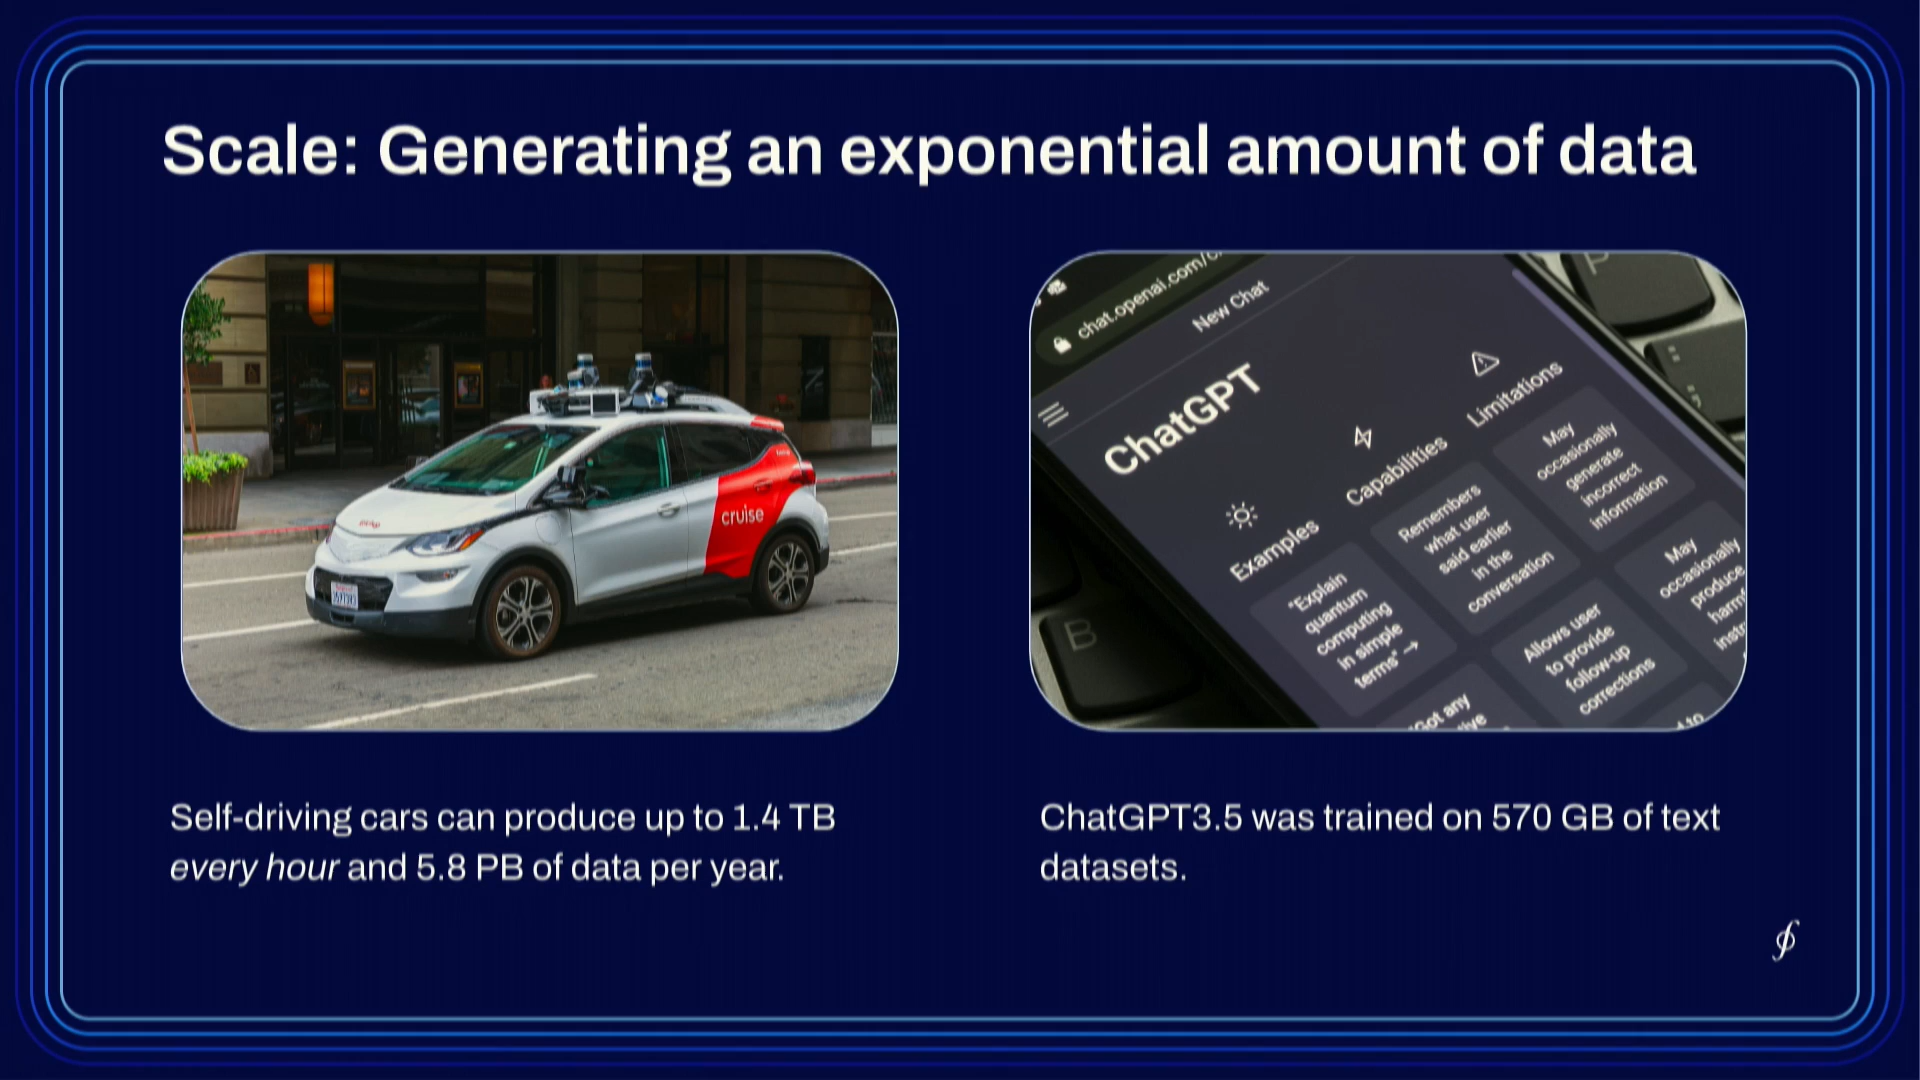 Scale: Generating an exponential amount of data
cruise
chat.openai.com/c
New Chat
ChatGPT
Examples
Capabilities
Limitations
"Explain
quantum
computing
in simple
terms" →
Remembers
what user
said earlier
in the
conversation
May
occasionally
generate
incorrect
information
Got any
Allows user
to provide
follow-up
corrections
May
occasionally
produce
B
Self-driving cars can produce up to 1.4 TB
every hour and 5.8 PB of data per year.
ChatGPT3.5 was trained on 570 GB of text
datasets.